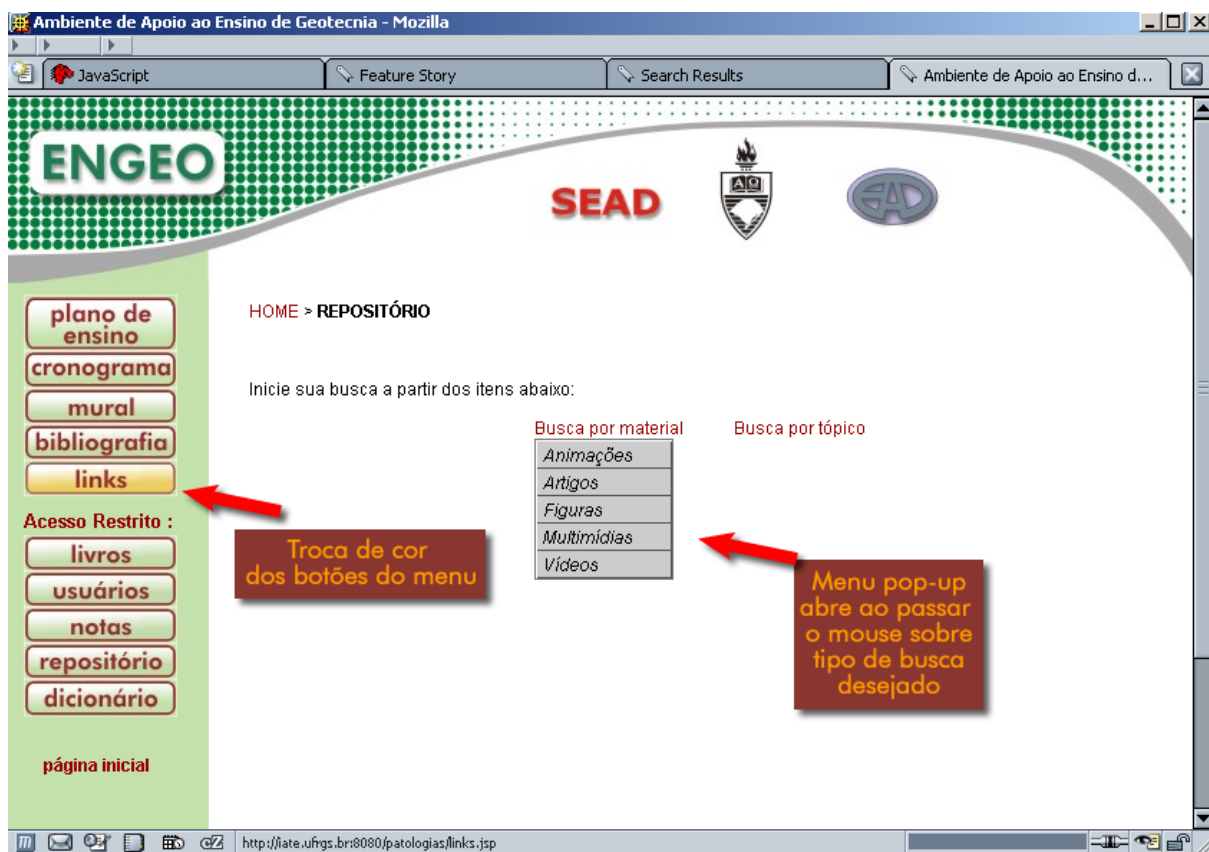 Ambiente de Apoio ao Ensino de Geotecnia - Mozilla
JavaScript
Feature Story
Search Results
Ambiente de Apoio ao Ensino d...
ENGEO
SEAD
ΑΩ
EAD
plano de
ensino
cronograma
mural
bibliografia
links
Acesso Restrito :
livros
usuários
notas
repositório
dicionário
página inicial
HOME > REPOSITÓRIO
Inicie sua busca a partir dos itens abaixo:
Busca por material
Busca por tópico
Animações
Artigos
Figuras
Multimídias
Vídeos
Troca de cor
dos botões do menu
Menu pop-up
abre ao passar
o mouse sobre
tipo de busca
desejado
http://iate.ufrgs.br:8080/patologias/links.jsp